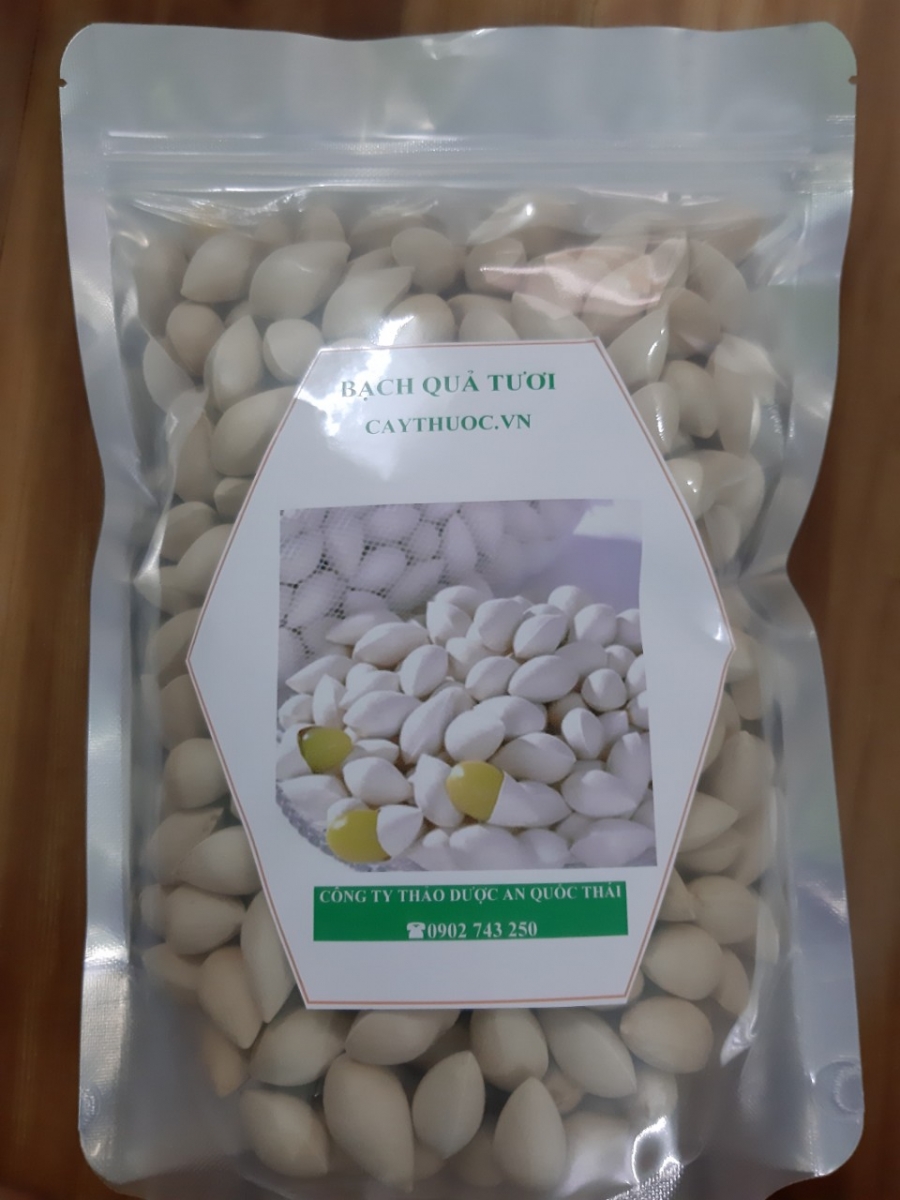 BẠCH QUẢ TƯƠI
CAYTHUOC.VN
CÔNG TY THẢO DƯỢC AN QUỐC THÁI
☎0902 743 250